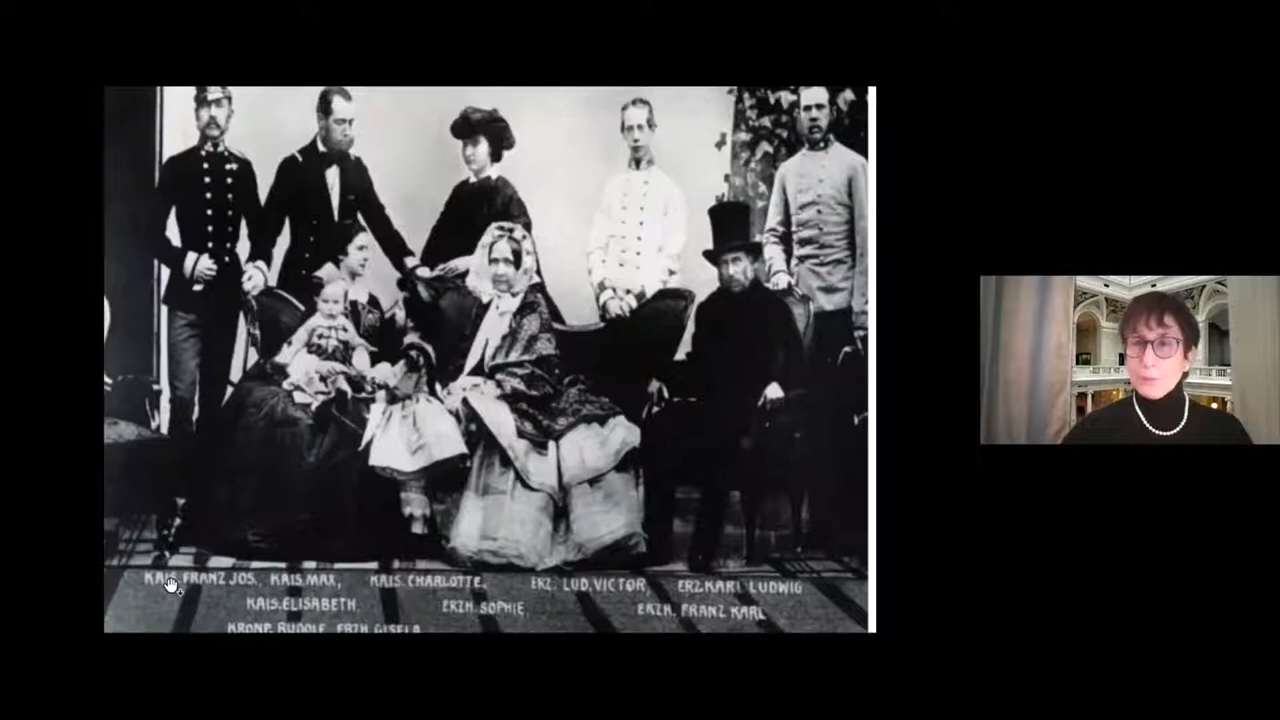 KAIS. FRANZ JOS., KAIS. MAX, KAIS. CHARLOTTE, ERZ. LUD. VICTOR, ERZ. KARL LUDWIG
KAIS. ELISABETH, ERZH. SOPHIE, ERZH. FRANZ KARL
KRONP. RUDOLF, ERZH. GISELA